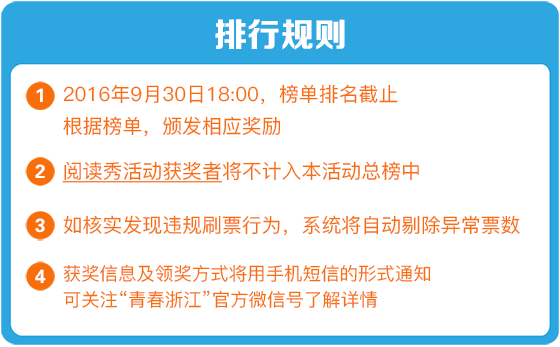 排行规则
1 2016年9月30日18:00，榜单排名截止
根据榜单，颁发相应奖励
2 阅读秀活动获奖者将不计入本活动总榜中
3 如核实发现违规刷票行为，系统将自动剔除异常票数
4 获奖信息及领奖方式将用手机短信的形式通知
可关注“青春浙江”官方微信号了解详情